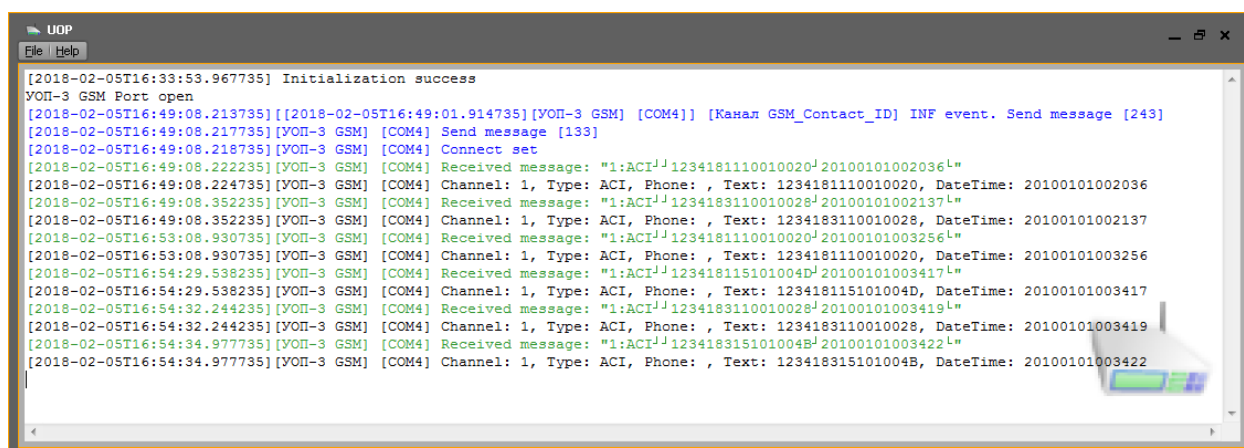 UOP
File Help
[2018-02-05T16:33:53.967735] Initialization success
УОП-3 GSM Port open
[2018-02-05T16:49:08.213735][[2018-02-05T16:49:01.914735][УОП-3 GSM] [COM4]] [Канал GSM_Contact_ID] INF event. Send message [243]
[2018-02-05T16:49:08.217735][УОП-3 GSM] [COM4] Send message [133]
[2018-02-05T16:49:08.218735][УОП-3 GSM] [COM4] Connect set
[2018-02-05T16:49:08.222235][УОП-3 GSM] [COM4] Received message: "1:ACI┘┘1234181110010020┘20100101002036└"
[2018-02-05T16:49:08.224735][УОП-3 GSM] [COM4] Channel: 1, Type: ACI, Phone: , Text: 1234181110010020, DateTime: 20100101002036
[2018-02-05T16:49:08.352235][УОП-3 GSM] [COM4] Received message: "1:ACI┘┘1234183110010028┘20100101002137└"
[2018-02-05T16:49:08.352235][УОП-3 GSM] [COM4] Channel: 1, Type: ACI, Phone: , Text: 1234183110010028, DateTime: 20100101002137
[2018-02-05T16:53:08.930735][УОП-3 GSM] [COM4] Received message: "1:ACI┘┘1234181110010020┘20100101003256└"
[2018-02-05T16:53:08.930735][УОП-3 GSM] [COM4] Channel: 1, Type: ACI, Phone: , Text: 1234181110010020, DateTime: 20100101003256
[2018-02-05T16:54:29.538235][УОП-3 GSM] [COM4] Received message: "1:ACI┘┘123418115101004D┘20100101003417└"
[2018-02-05T16:54:29.538235][УОП-3 GSM] [COM4] Channel: 1, Type: ACI, Phone: , Text: 123418115101004D, DateTime: 20100101003417
[2018-02-05T16:54:32.244235][УОП-3 GSM] [COM4] Received message: "1:ACI┘┘1234183110010028┘20100101003419└"
[2018-02-05T16:54:32.244235][УОП-3 GSM] [COM4] Channel: 1, Type: ACI, Phone: , Text: 1234183110010028, DateTime: 20100101003419
[2018-02-05T16:54:34.977735][УОП-3 GSM] [COM4] Received message: "1:ACI┘┘123418315101004B┘20100101003422└"
[2018-02-05T16:54:34.977735][УОП-3 GSM] [COM4] Channel: 1, Type: ACI, Phone: , Text: 123418315101004B, DateTime: 20100101003422